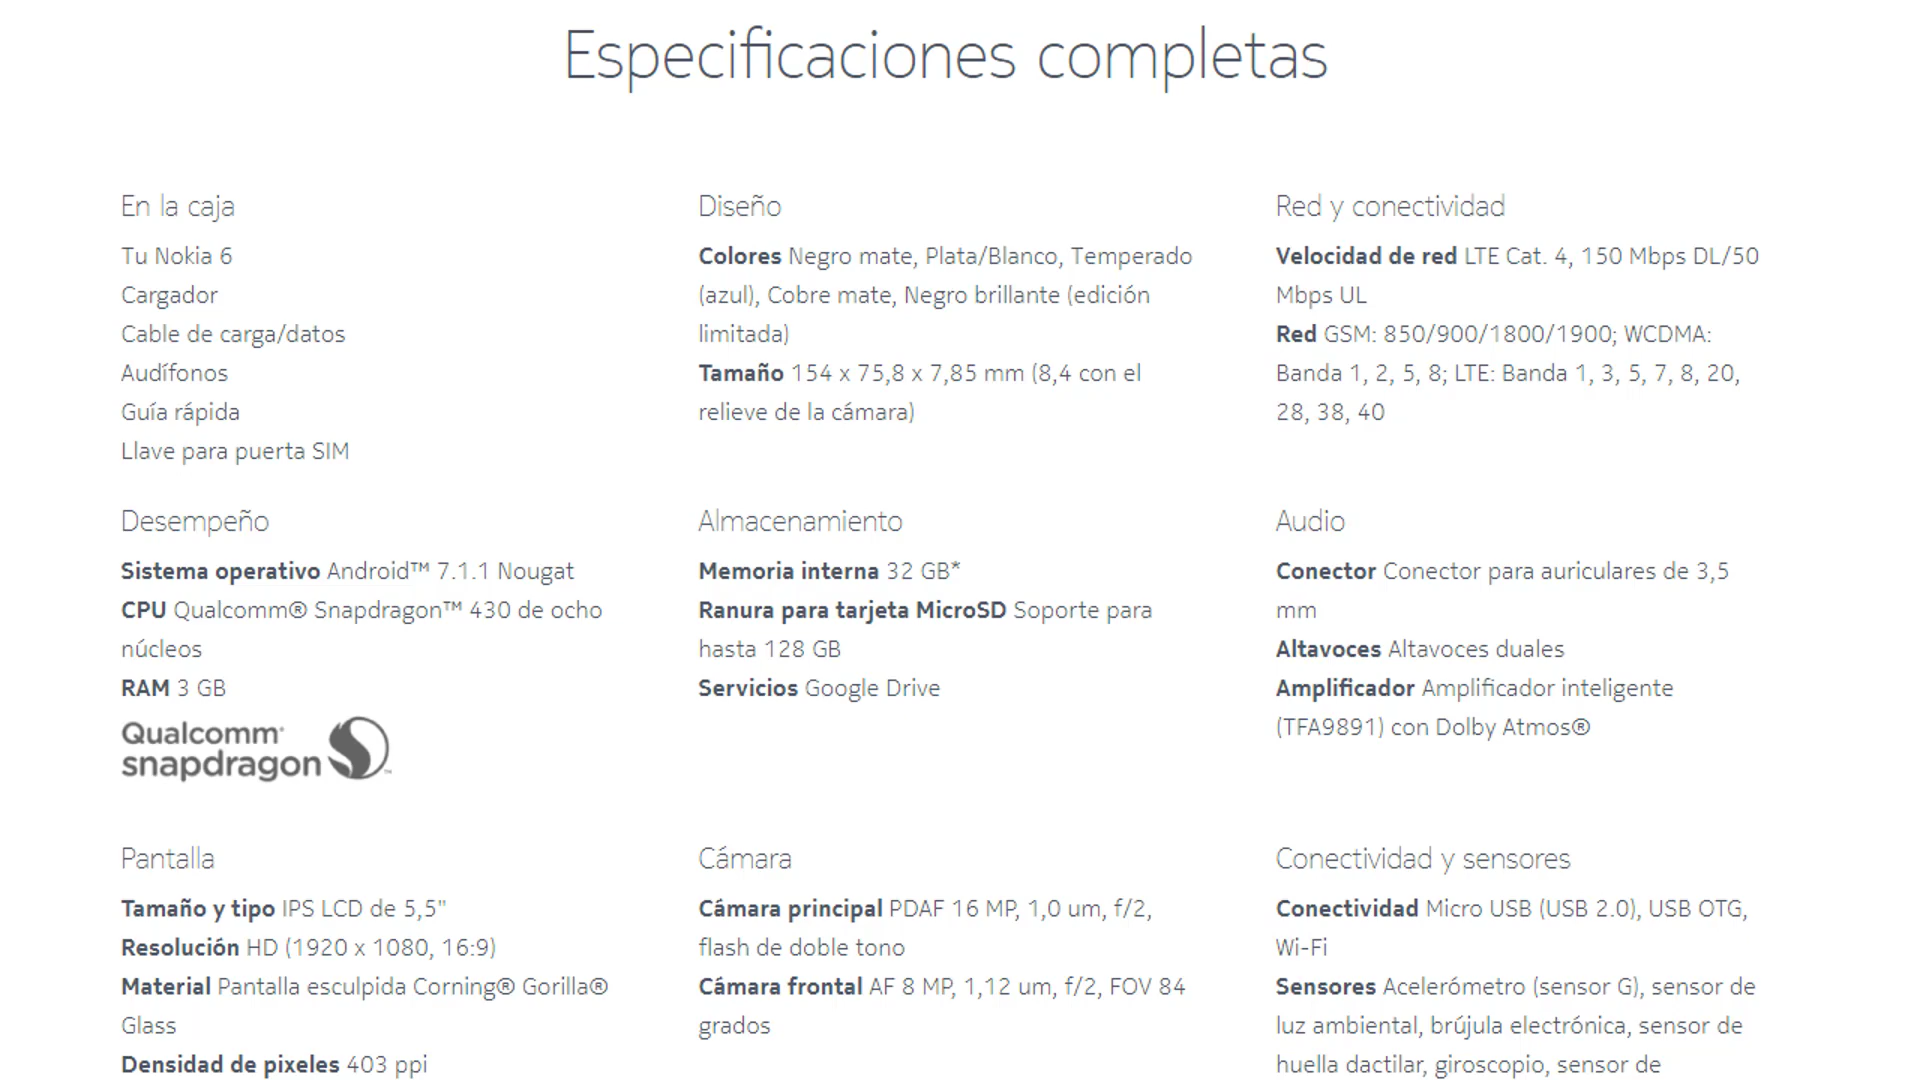 Especificaciones completas
En la caja
Tu Nokia 6
Cargador
Cable de carga/datos
Audífonos
Guía rápida
Llave para puerta SIM
Diseño
Colores Negro mate, Plata/Blanco, Temperado
(azul), Cobre mate, Negro brillante (edición
limitada)
Tamaño 154 x 75,8 x 7,85 mm (8,4 con el
relieve de la cámara)
Red y conectividad
Velocidad de red LTE Cat. 4, 150 Mbps DL/50
Mbps UL
Red GSM: 850/900/1800/1900; WCDMA:
Banda 1, 2, 5, 8; LTE: Banda 1, 3, 5, 7, 8, 20,
28, 38, 40
Desempeño
Sistema operativo Android™ 7.1.1 Nougat
CPU Qualcomm® Snapdragon™ 430 de ocho
núcleos
RAM 3 GB
Qualcomm
snapdragon™
Almacenamiento
Memoria interna 32 GB*
Ranura para tarjeta MicroSD Soporte para
hasta 128 GB
Servicios Google Drive
Audio
Conector Conector para auriculares de 3,5
mm
Altavoces Altavoces duales
Amplificador Amplificador inteligente
(TFA9891) con Dolby Atmos®
Pantalla
Tamaño y tipo IPS LCD de 5,5"
Resolución HD (1920 x 1080, 16:9)
Material Pantalla esculpida Corning® Gorilla®
Glass
Densidad de pixeles 403 ppi
Cámara
Cámara principal PDAF 16 MP, 1,0 um, f/2,
flash de doble tono
Cámara frontal AF 8 MP, 1,12 um, f/2, FOV 84
grados
Conectividad y sensores
Conectividad Micro USB (USB 2.0), USB OTG,
Wi-Fi
Sensores Acelerómetro (sensor G), sensor de
luz ambiental, brújula electrónica, sensor de
huella dactilar, giroscopio, sensor de